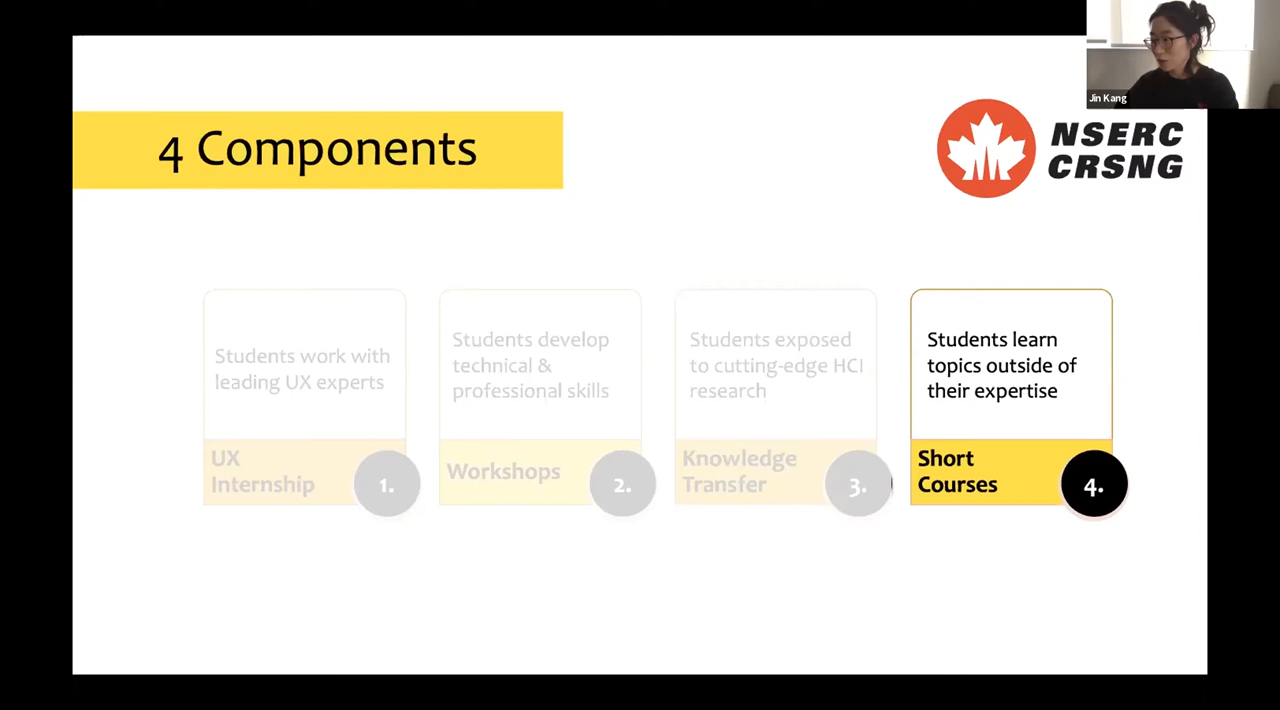 Jin Kang
4 Components
NSERC
CRSNG
Students work with
leading UX experts
UX
Internship
1.
Students develop
technical &
professional skills
Workshops
2.
Students exposed
to cutting-edge HCI
research
Knowledge
Transfer
3.
Students learn
topics outside of
their expertise
Short
Courses
4.